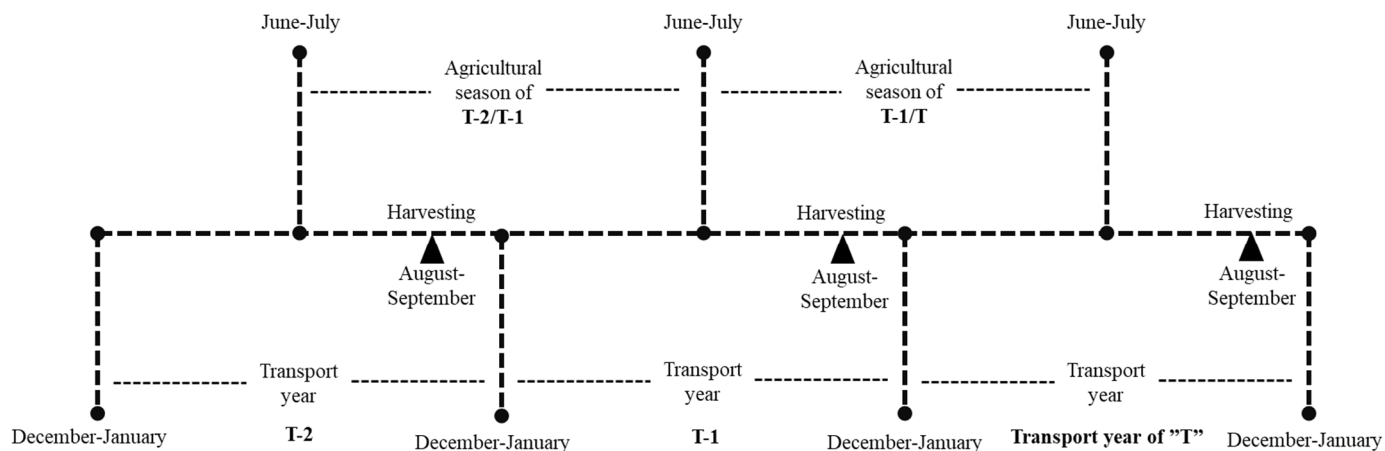 June-July
June-July
June-July
Agricultural
season of
T-2/T-1
Agricultural
season of
T-1/T
Harvesting
Harvesting
Harvesting
August-
September
August-
September
August-
September
Transport
year
T-2
Transport
year
T-1
Transport
year
Transport year of ”T”
December-January
December-January
December-January
December-January